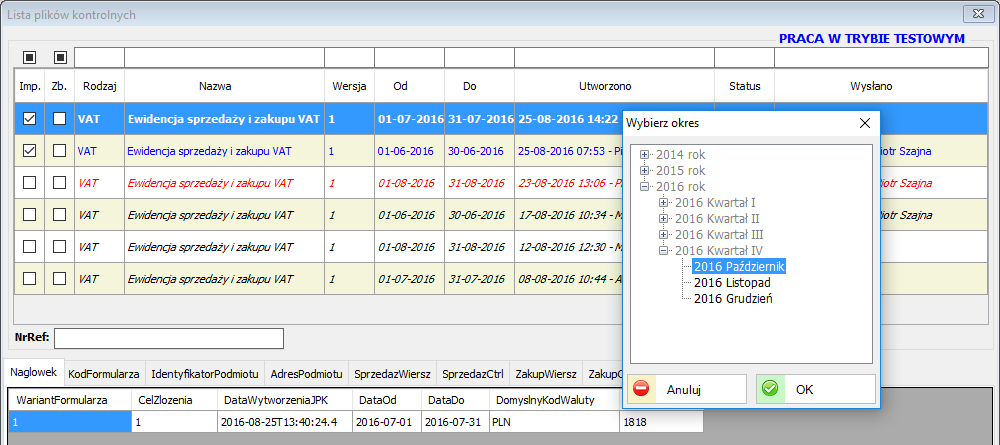 Lista plików kontrolnych
PRACA W TRYBIE TESTOWYM
Imp. Zb. Rodzaj Nazwa Wersja Od Do Utworzono Status Wysłano
VAT Ewidencja sprzedaży i zakupu VAT 1 01-07-2016 31-07-2016 25-08-2016 14:22
VAT Ewidencja sprzedaży i zakupu VAT 1 01-06-2016 30-06-2016 25-08-2016 07:53 - Pi otr Szajna
VAT Ewidencja sprzedaży i zakupu VAT 1 01-08-2016 31-08-2016 23-08-2016 13:06 - P otr Szajna
VAT Ewidencja sprzedaży i zakupu VAT 1 01-06-2016 30-06-2016 17-08-2016 10:34 - M otr Szajna
VAT Ewidencja sprzedaży i zakupu VAT 1 01-08-2016 31-08-2016 12-08-2016 12:30 - M
VAT Ewidencja sprzedaży i zakupu VAT 1 01-07-2016 31-07-2016 08-08-2016 10:44 - A
Wybierz okres
2014 rok
2015 rok
2016 rok
2016 Kwartał I
2016 Kwartał II
2016 Kwartał III
2016 Kwartał IV
2016 Październik
2016 Listopad
2016 Grudzień
Anuluj OK
NrRef:
Naglowek KodFormularza IdentyfikatorPodmiotu AdresPodmiotu SprzedazWiersz SprzedazCtrl ZakupWiersz
WariantFormularza CelZlozenia DataWytworzeniaJPK DataOd DataDo DomyslnyKodWaluty
1 1 2016-08-25T13:40:24.4 2016-07-01 2016-07-31 PLN 1818